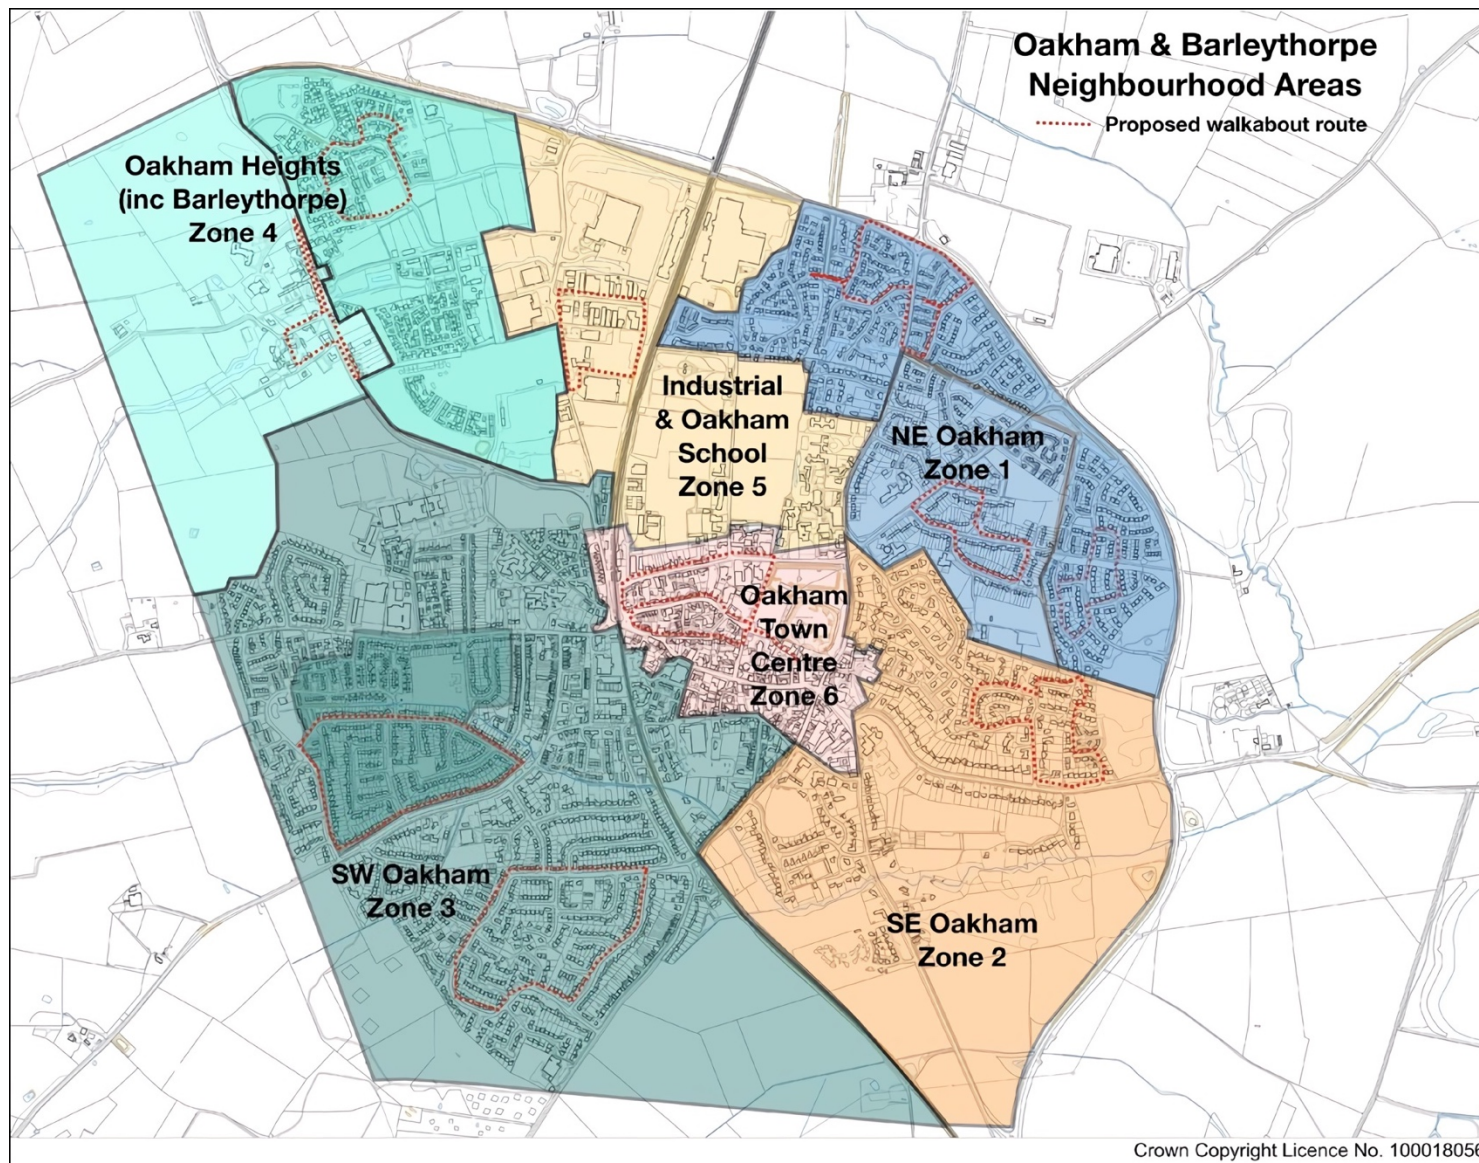 Oakham & Barleythorpe
Neighbourhood Areas
Proposed walkabout route
Oakham Heights
(inc Barleythorpe)
Zone 4
Industrial
& Oakham
School
Zone 5
NE Oakham
Zone 1
Oakham
Town
Centre
Zone 6
SW Oakham
Zone 3
SE Oakham
Zone 2
Crown Copyright Licence No. 100018056